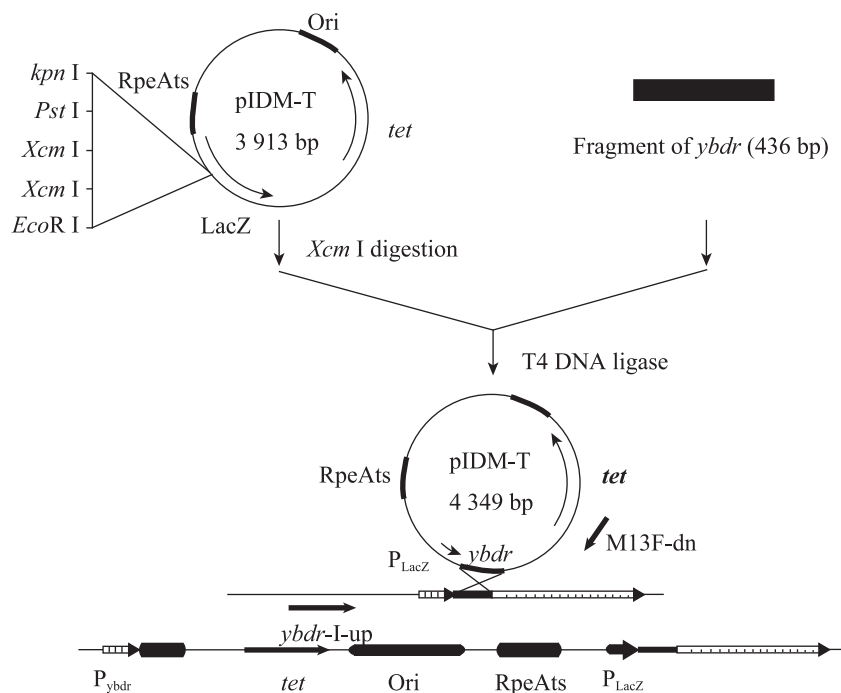 Ori
kpn I
RpeAts
Pst I
pIDM-T
tet
3 913 bp
Xcm I
Fragment of ybdr (436 bp)
Xcm I
EcoR I
LacZ
Xcm I digestion
T4 DNA ligase
RpeAts
pIDM-T
tet
4 349 bp
M13F-dn
ybdr
PLacZ
ybdr-I-up
Pybdr
tet
Ori
RpeAts
PLacZ